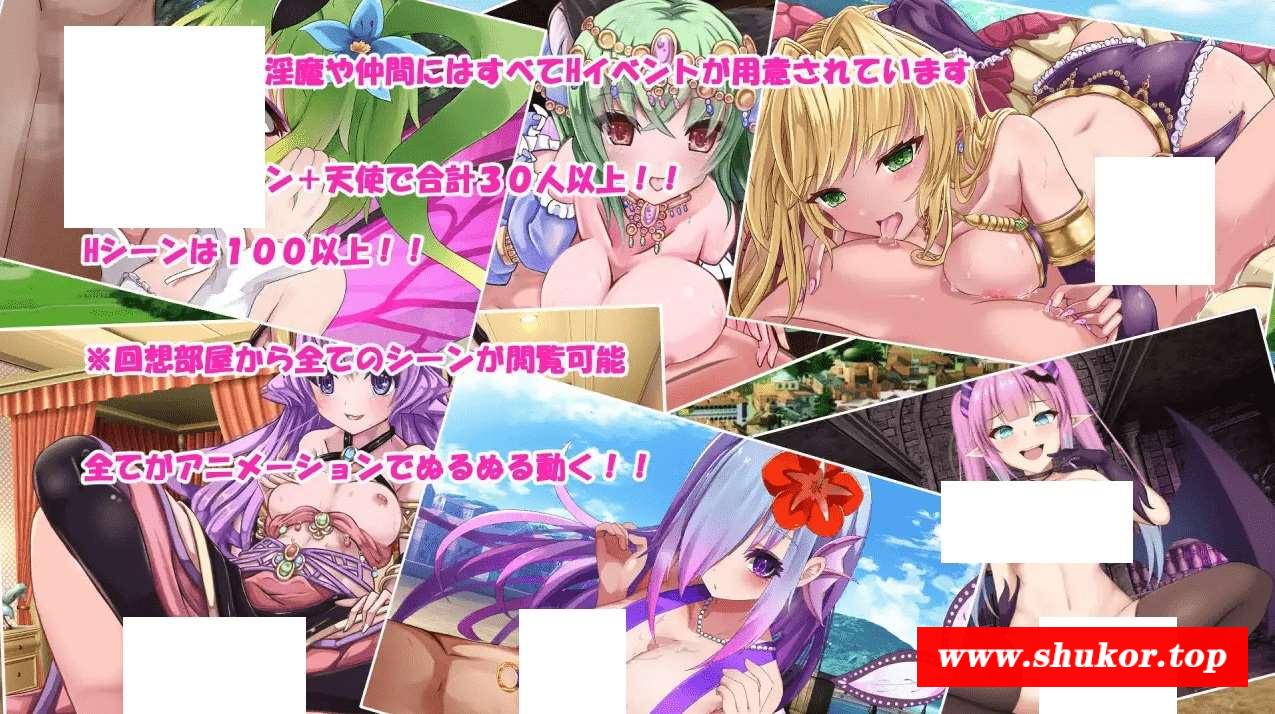 淫魔や仲間にはすべてHイベントが用意されています
ン+天使で合計30人以上!!
Hシーンは100以上!!
※回想部屋から全てのシーンが閲覧可能
全てがアニメーションでぬるぬる動く!!
www.shukor.top